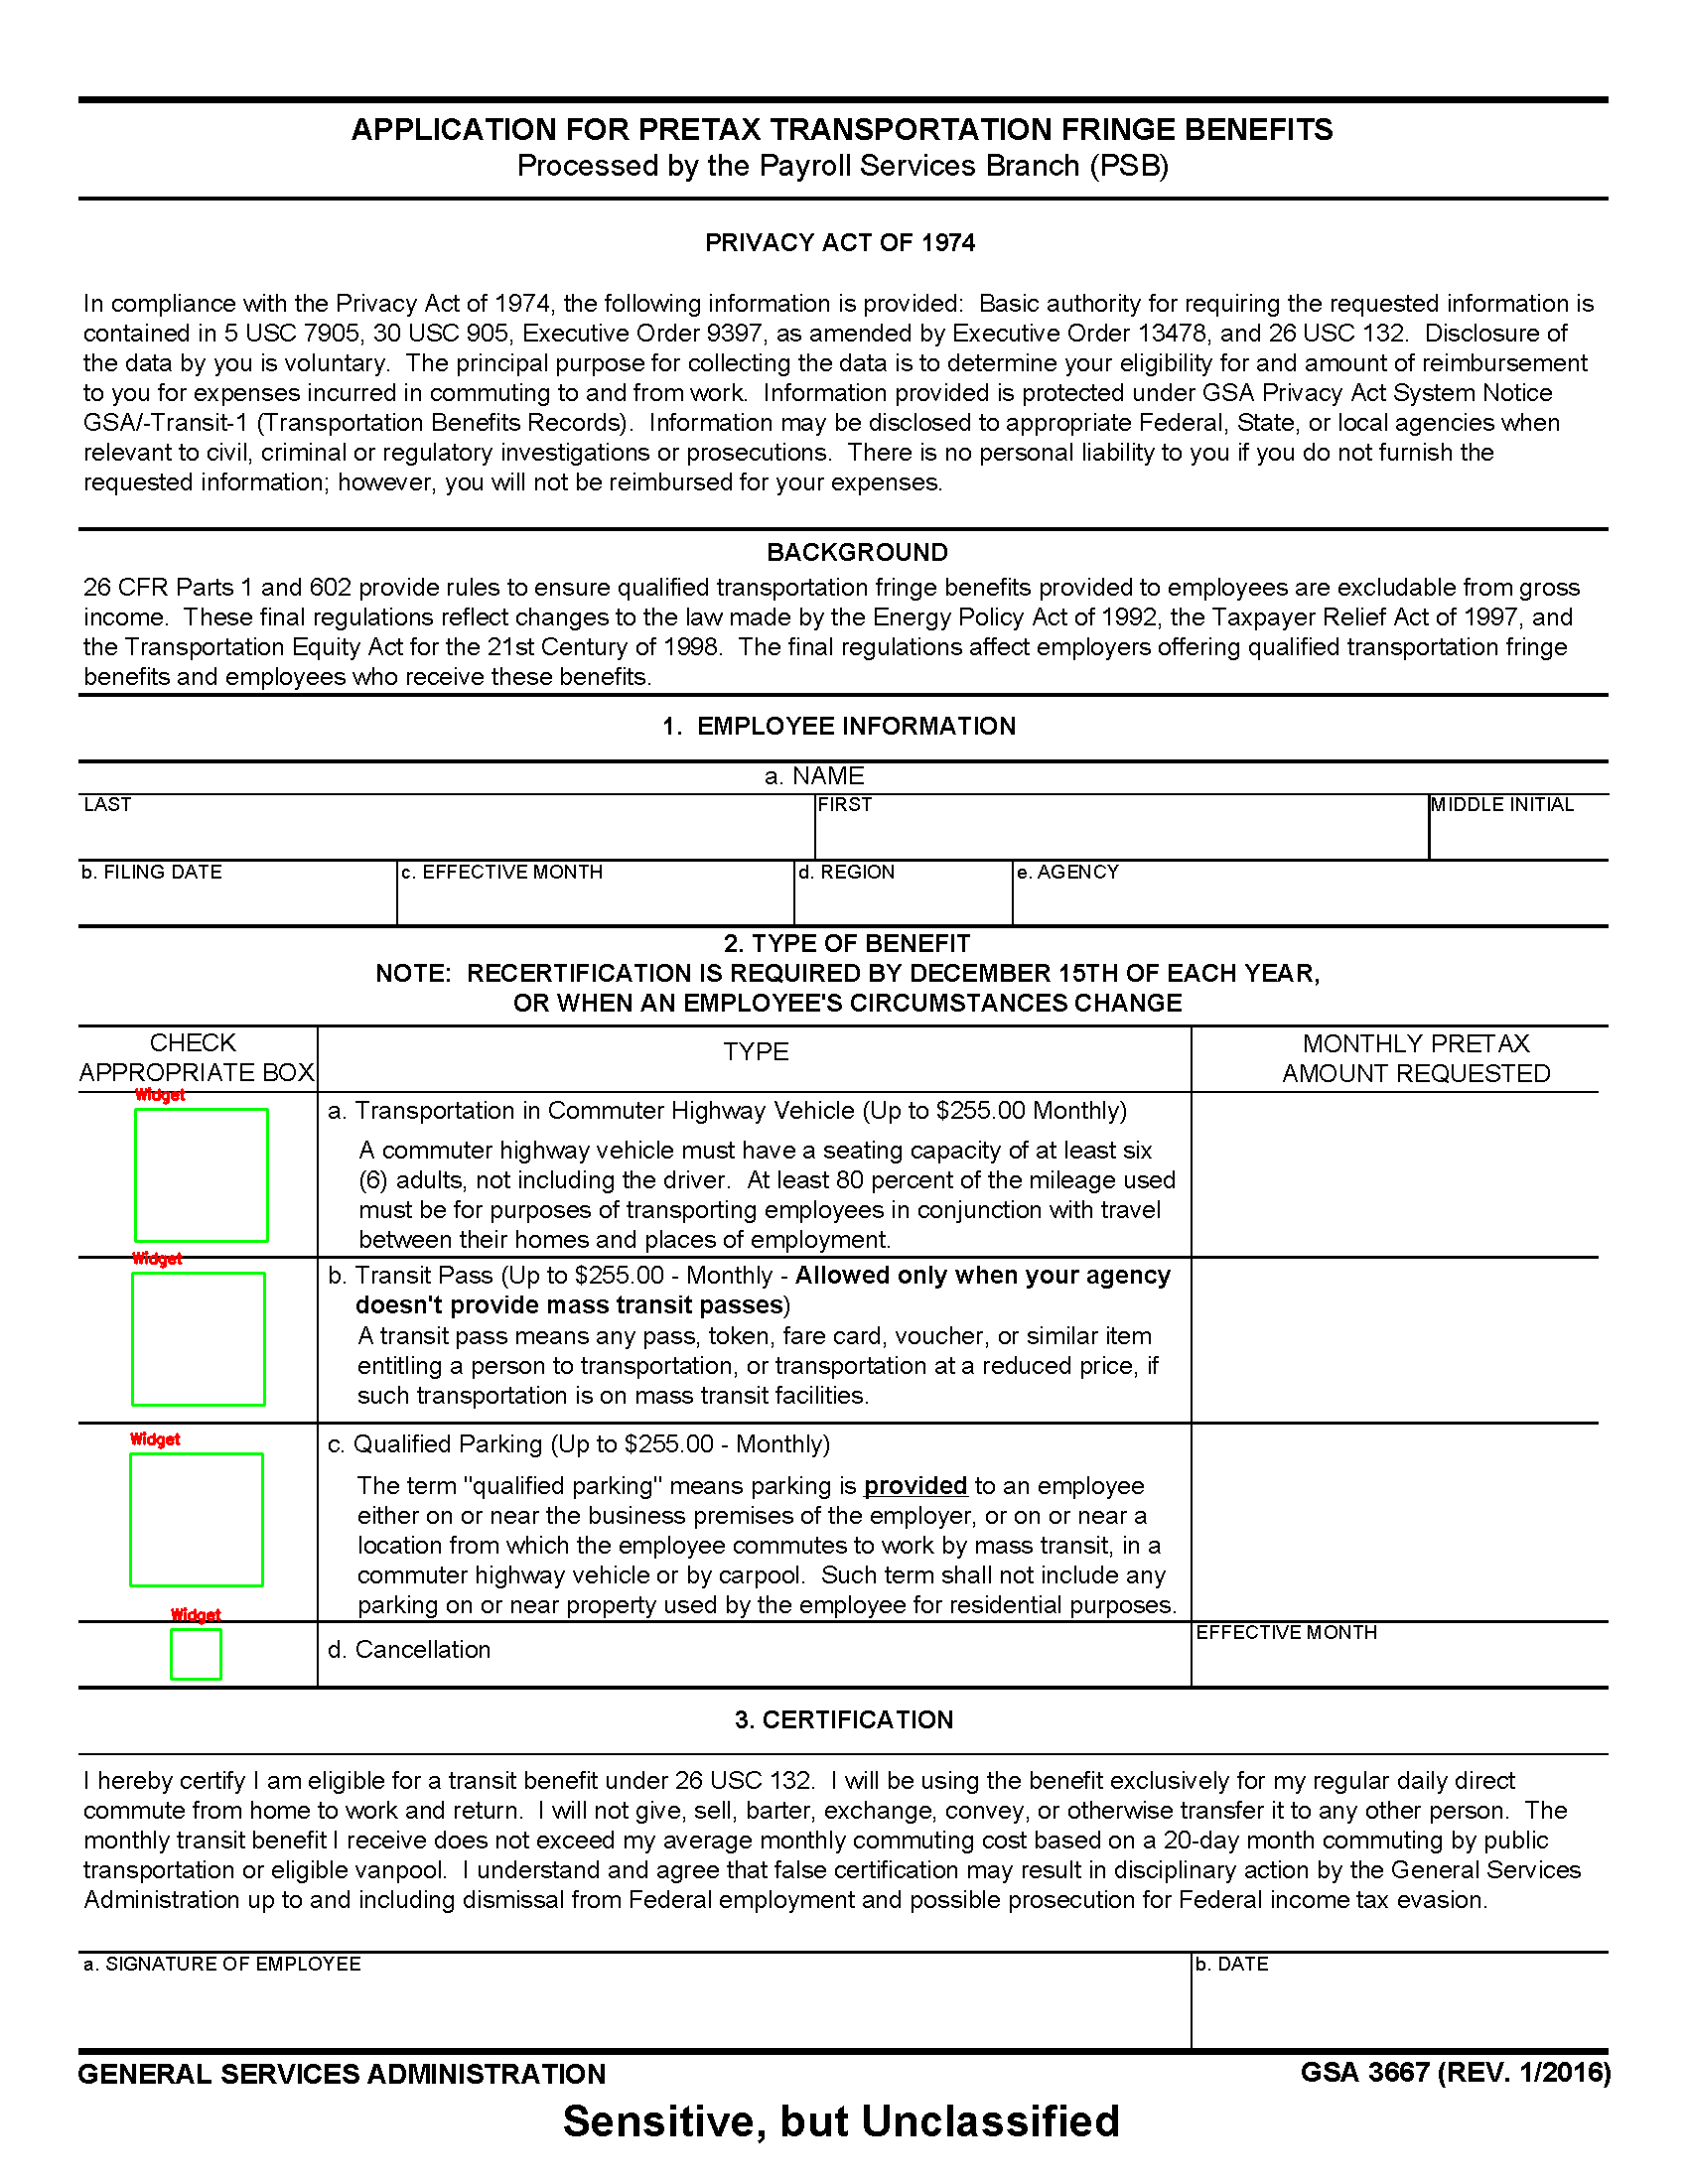 APPLICATION FOR PRETAX TRANSPORTATION FRINGE BENEFITS
Processed by the Payroll Services Branch (PSB)
PRIVACY ACT OF 1974
In compliance with the Privacy Act of 1974, the following information is provided:  Basic authority for requiring the requested information is
contained in 5 USC 7905, 30 USC 905, Executive Order 9397, as amended by Executive Order 13478, and 26 USC 132.  Disclosure of
the data by you is voluntary.  The principal purpose for collecting the data is to determine your eligibility for and amount of reimbursement
to you for expenses incurred in commuting to and from work.  Information provided is protected under GSA Privacy Act System Notice
GSA/-Transit-1 (Transportation Benefits Records).  Information may be disclosed to appropriate Federal, State, or local agencies when
relevant to civil, criminal or regulatory investigations or prosecutions.  There is no personal liability to you if you do not furnish the
requested information; however, you will not be reimbursed for your expenses.
BACKGROUND
26 CFR Parts 1 and 602 provide rules to ensure qualified transportation fringe benefits provided to employees are excludable from gross
income.  These final regulations reflect changes to the law made by the Energy Policy Act of 1992, the Taxpayer Relief Act of 1997, and
the Transportation Equity Act for the 21st Century of 1998.  The final regulations affect employers offering qualified transportation fringe
benefits and employees who receive these benefits.
1.  EMPLOYEE INFORMATION
a. NAME
LAST
FIRST
MIDDLE INITIAL
b. FILING DATE
c. EFFECTIVE MONTH
d. REGION
e. AGENCY
2. TYPE OF BENEFIT
NOTE:  RECERTIFICATION IS REQUIRED BY DECEMBER 15TH OF EACH YEAR,
OR WHEN AN EMPLOYEE'S CIRCUMSTANCES CHANGE
CHECK
APPROPRIATE BOX
TYPE
MONTHLY PRETAX
AMOUNT REQUESTED
Widget
a. Transportation in Commuter Highway Vehicle (Up to $255.00 Monthly)
A commuter highway vehicle must have a seating capacity of at least six
(6) adults, not including the driver.  At least 80 percent of the mileage used
must be for purposes of transporting employees in conjunction with travel
between their homes and places of employment.
Widget
b. Transit Pass (Up to $255.00 - Monthly - Allowed only when your agency
doesn't provide mass transit passes)
A transit pass means any pass, token, fare card, voucher, or similar item
entitling a person to transportation, or transportation at a reduced price, if
such transportation is on mass transit facilities.
Widget
c. Qualified Parking (Up to $255.00 - Monthly)
The term "qualified parking" means parking is provided to an employee
either on or near the business premises of the employer, or on or near a
location from which the employee commutes to work by mass transit, in a
commuter highway vehicle or by carpool.  Such term shall not include any
parking on or near property used by the employee for residential purposes.
Widget
d. Cancellation
EFFECTIVE MONTH
3. CERTIFICATION
I hereby certify I am eligible for a transit benefit under 26 USC 132.  I will be using the benefit exclusively for my regular daily direct
commute from home to work and return.  I will not give, sell, barter, exchange, convey, or otherwise transfer it to any other person.  The
monthly transit benefit I receive does not exceed my average monthly commuting cost based on a 20-day month commuting by public
transportation or eligible vanpool.  I understand and agree that false certification may result in disciplinary action by the General Services
Administration up to and including dismissal from Federal employment and possible prosecution for Federal income tax evasion.
a. SIGNATURE OF EMPLOYEE
b. DATE
GENERAL SERVICES ADMINISTRATION
GSA 3667 (REV. 1/2016)
Sensitive, but Unclassified